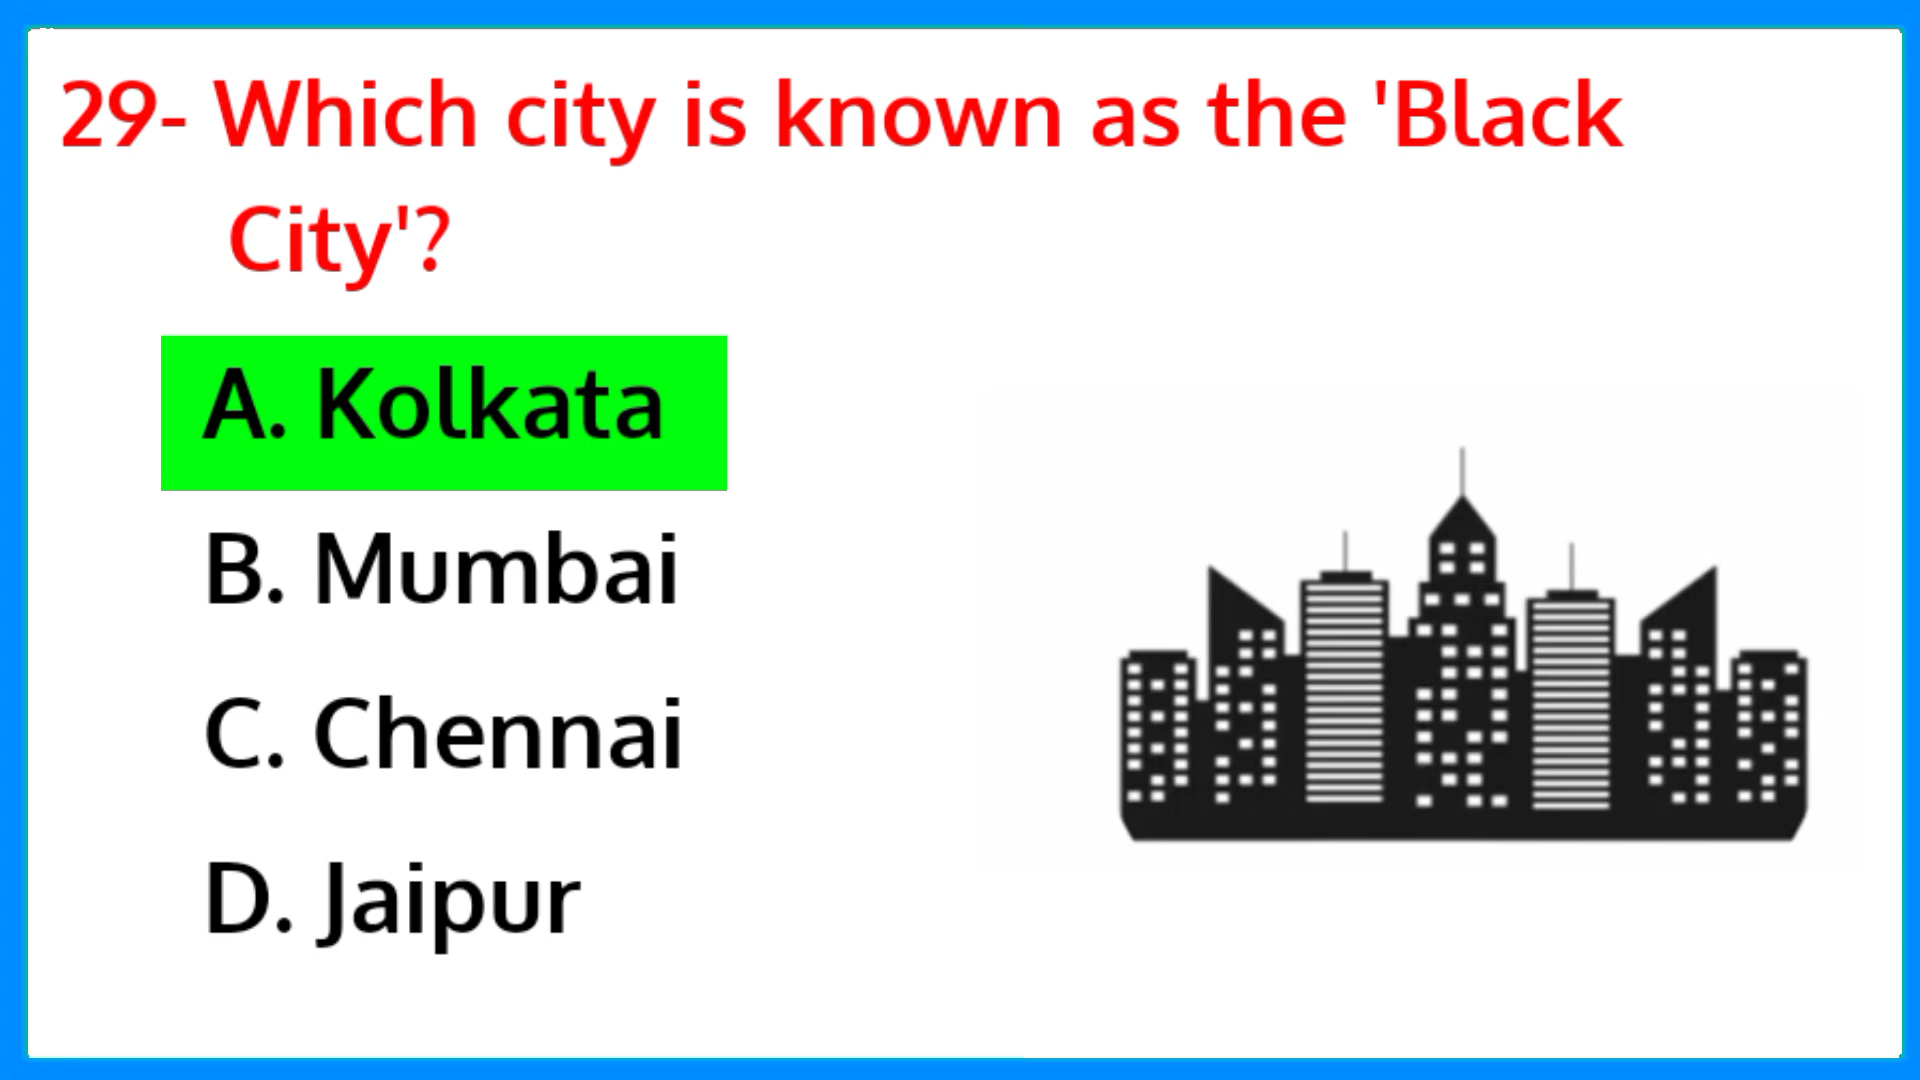 29- Which city is known as the 'Black
City'?
A. Kolkata
B. Mumbai
C. Chennai
D. Jaipur